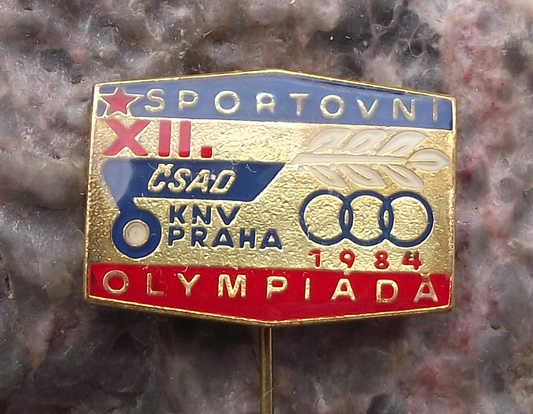 SPORTOVNÍ
XII.
ČSAD
KNV
PRAHA
1984
OLYMPIÁDA